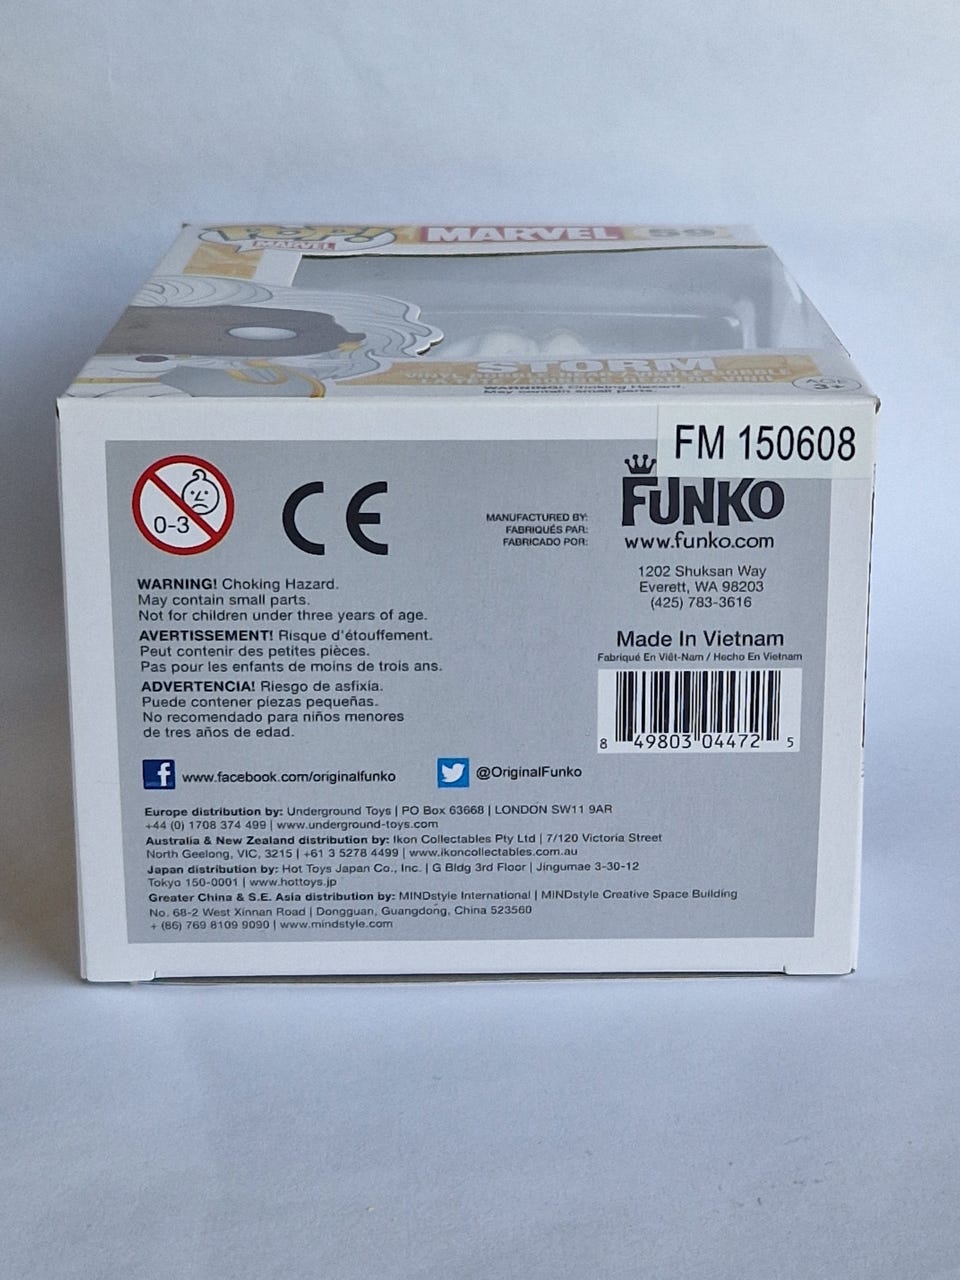 POP!
MARVEL
MARVEL 59
STORM
VINYL BOBBLE
DE VINIL
WARNING: Choking Hazard.
May contain small parts.
AGE
3+
FM 150608
0-3
CE
MANUFACTURED BY:
FABRIQUÉS PAR:
FABRICADO POR:
FUNKO
www.funko.com
1202 Shuksan Way
Everett, WA 98203
(425) 783-3616
Made In Vietnam
Fabriqué En Viêt-Nam / Hecho En Vietnam
8 49803 04472 5
WARNING! Choking Hazard.
May contain small parts.
Not for children under three years of age.
AVERTISSEMENT! Risque d'étouffement.
Peut contenir des petites pièces.
Pas pour les enfants de moins de trois ans.
ADVERTENCIA! Riesgo de asfixia.
Puede contener piezas pequeñas.
No recomendado para niños menores
de tres años de edad.
f www.facebook.com/originalfunko
@OriginalFunko
Europe distribution by: Underground Toys | PO Box 63668 | LONDON SW11 9AR
+44 (0) 1708 374 499 | www.underground-toys.com
Australia & New Zealand distribution by: Ikon Collectables Pty Ltd | 7/120 Victoria Street
North Geelong, VIC, 3215 | +61 3 5278 4499 | www.ikoncollectables.com.au
Japan distribution by: Hot Toys Japan Co., Inc. | G Bldg 3rd Floor | Jingumae 3-30-12
Tokyo 150-0001 | www.hottoys.jp
Greater China & S.E. Asia distribution by: MINDstyle International | MINDstyle Creative Space Building
No. 68-2 West Xinnan Road | Dongguan, Guangdong, China 523560
+ (86) 769 8109 9090 | www.mindstyle.com